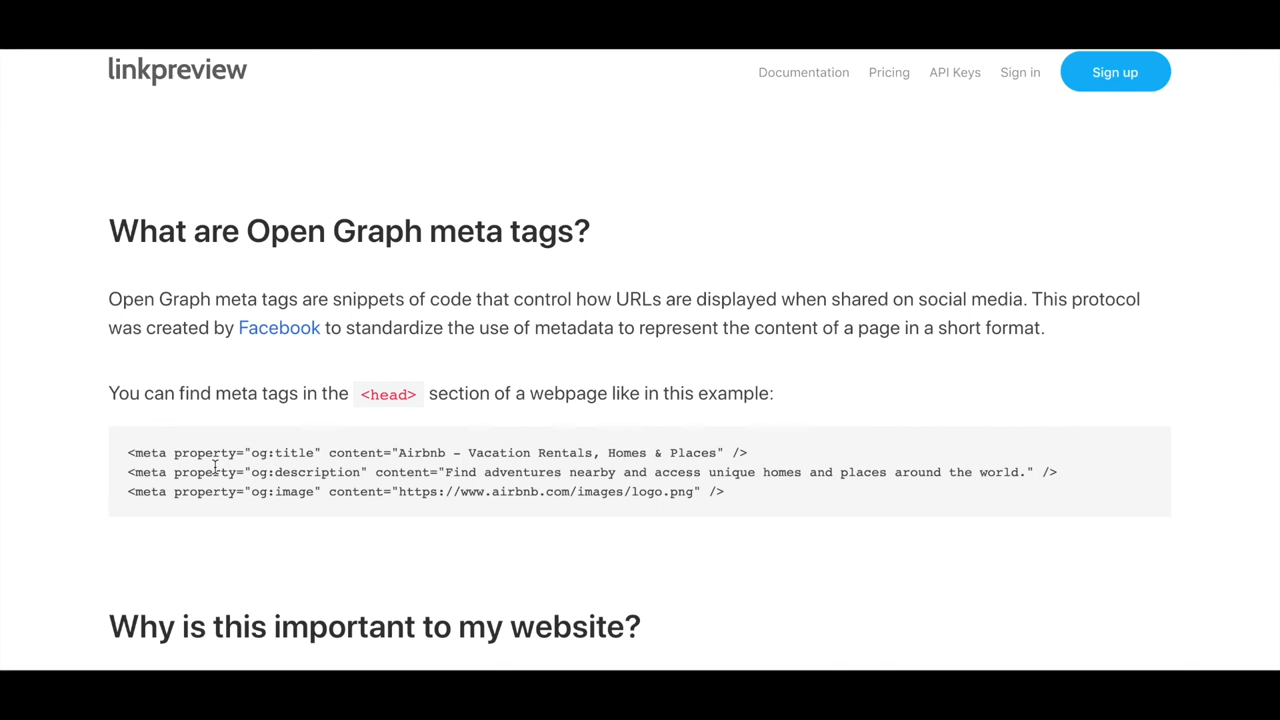 linkpreview
Documentation Pricing API Keys Sign in Sign up
What are Open Graph meta tags?
Open Graph meta tags are snippets of code that control how URLs are displayed when shared on social media. This protocol
was created by Facebook to standardize the use of metadata to represent the content of a page in a short format.
You can find meta tags in the <head> section of a webpage like in this example:
<meta property="og:title" content="Airbnb - Vacation Rentals, Homes & Places" />
<meta property="og:description" content="Find adventures nearby and access unique homes and places around the world." />
<meta property="og:image" content="https://www.airbnb.com/images/logo.png" />
Why is this important to my website?